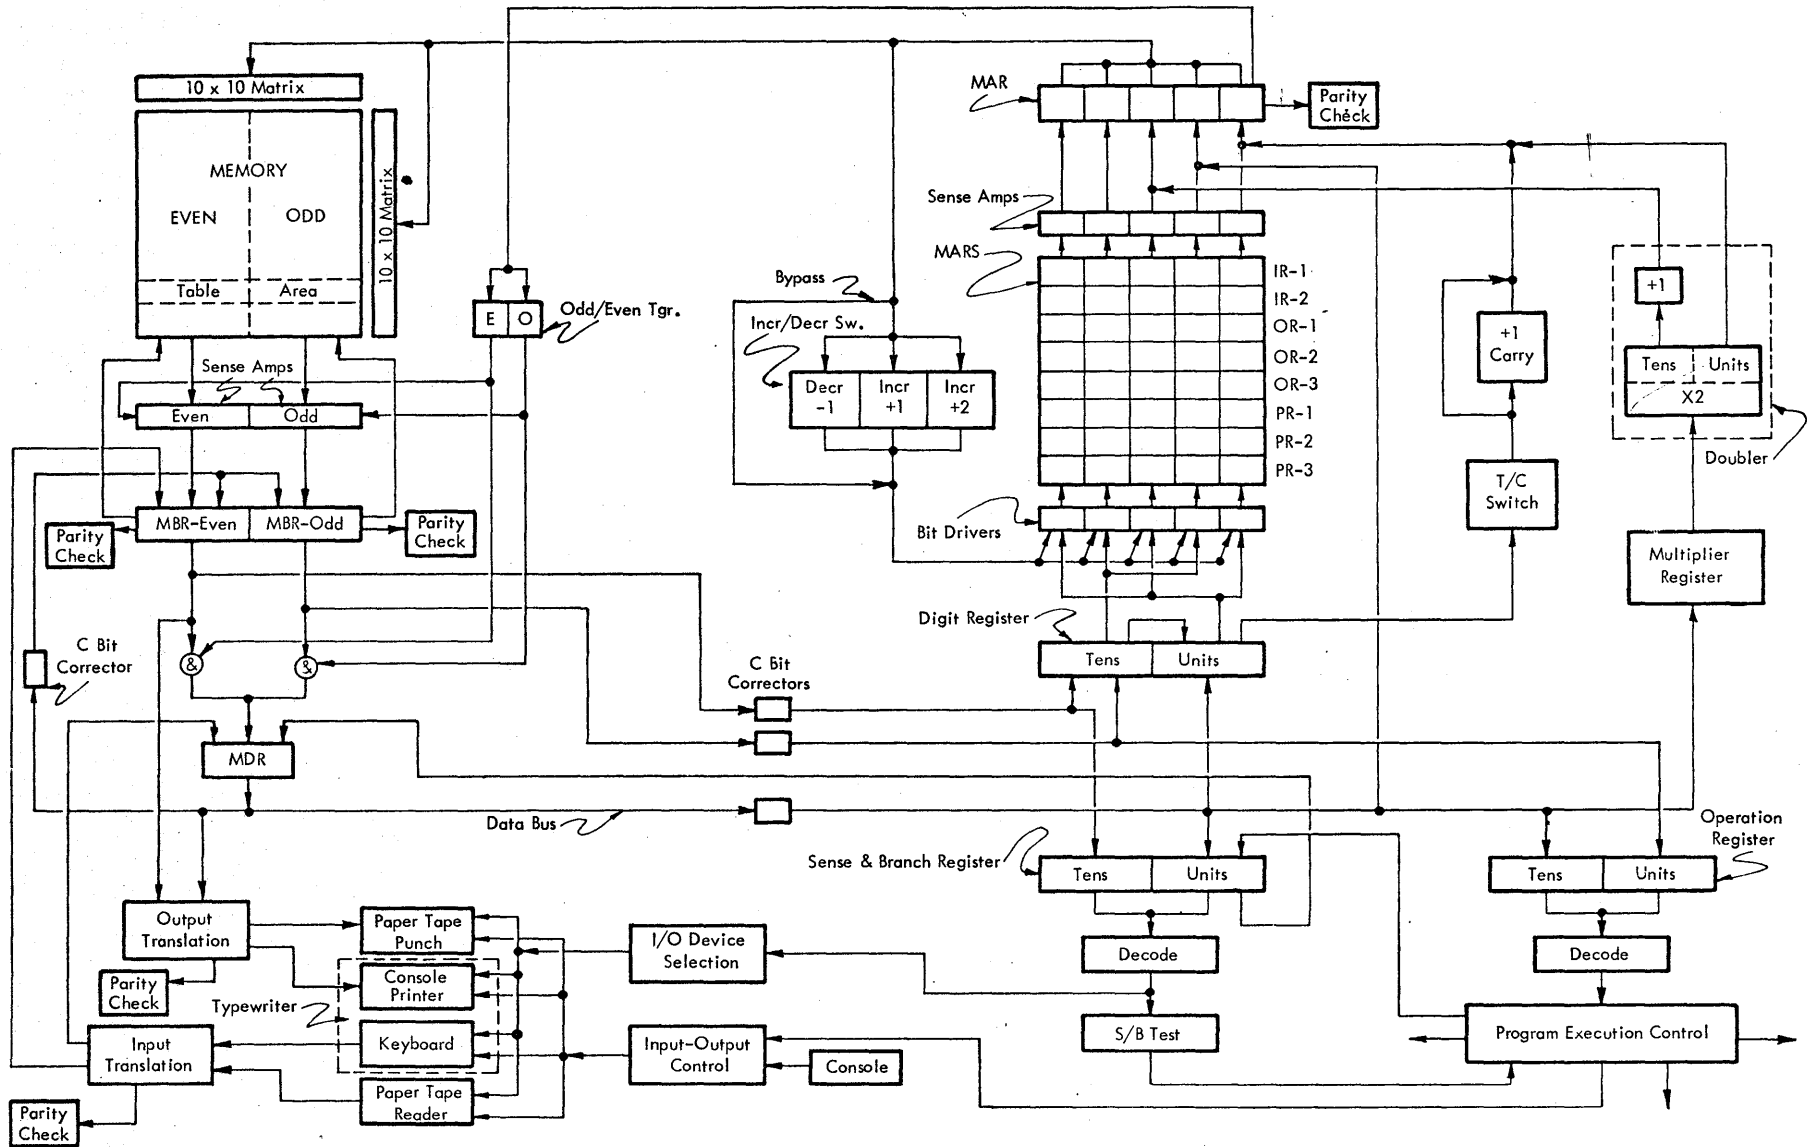 MAR
Parity
Check
10 x 10 Matrix
MEMORY
EVEN
ODD
Table
Area
10 x 10 Matrix
Sense Amps
MARS
IR-1
IR-2
OR-1
OR-2
OR-3
PR-1
PR-2
PR-3
Bypass
Incr/Decr Sw.
Decr
-1
Incr
+1
Incr
+2
E
O
Odd/Even Tgr.
Sense Amps
Even
Odd
MBR-Even
MBR-Odd
Parity
Check
Parity
Check
Bit Drivers
+1
Carry
T/C
Switch
+1
Tens
Units
X2
Doubler
Multiplier
Register
Digit Register
Tens
Units
C Bit
Corrector
&
&
C Bit
Correctors
MDR
Data Bus
Sense & Branch Register
Tens
Units
Operation
Register
Tens
Units
Output
Translation
Parity
Check
Paper Tape
Punch
Console
Printer
Typewriter
Keyboard
Paper Tape
Reader
Input
Translation
Parity
Check
I/O Device
Selection
Input-Output
Control
Console
Decode
S/B Test
Decode
Program Execution Control